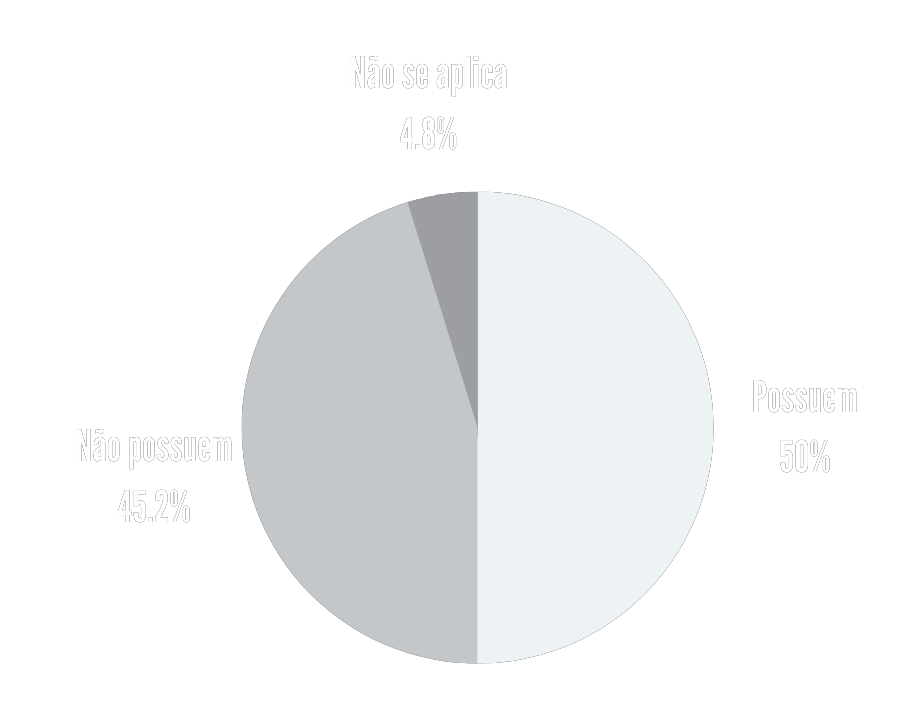 Não se aplica
4.8%
Possuem
50%
Não possuem
45.2%